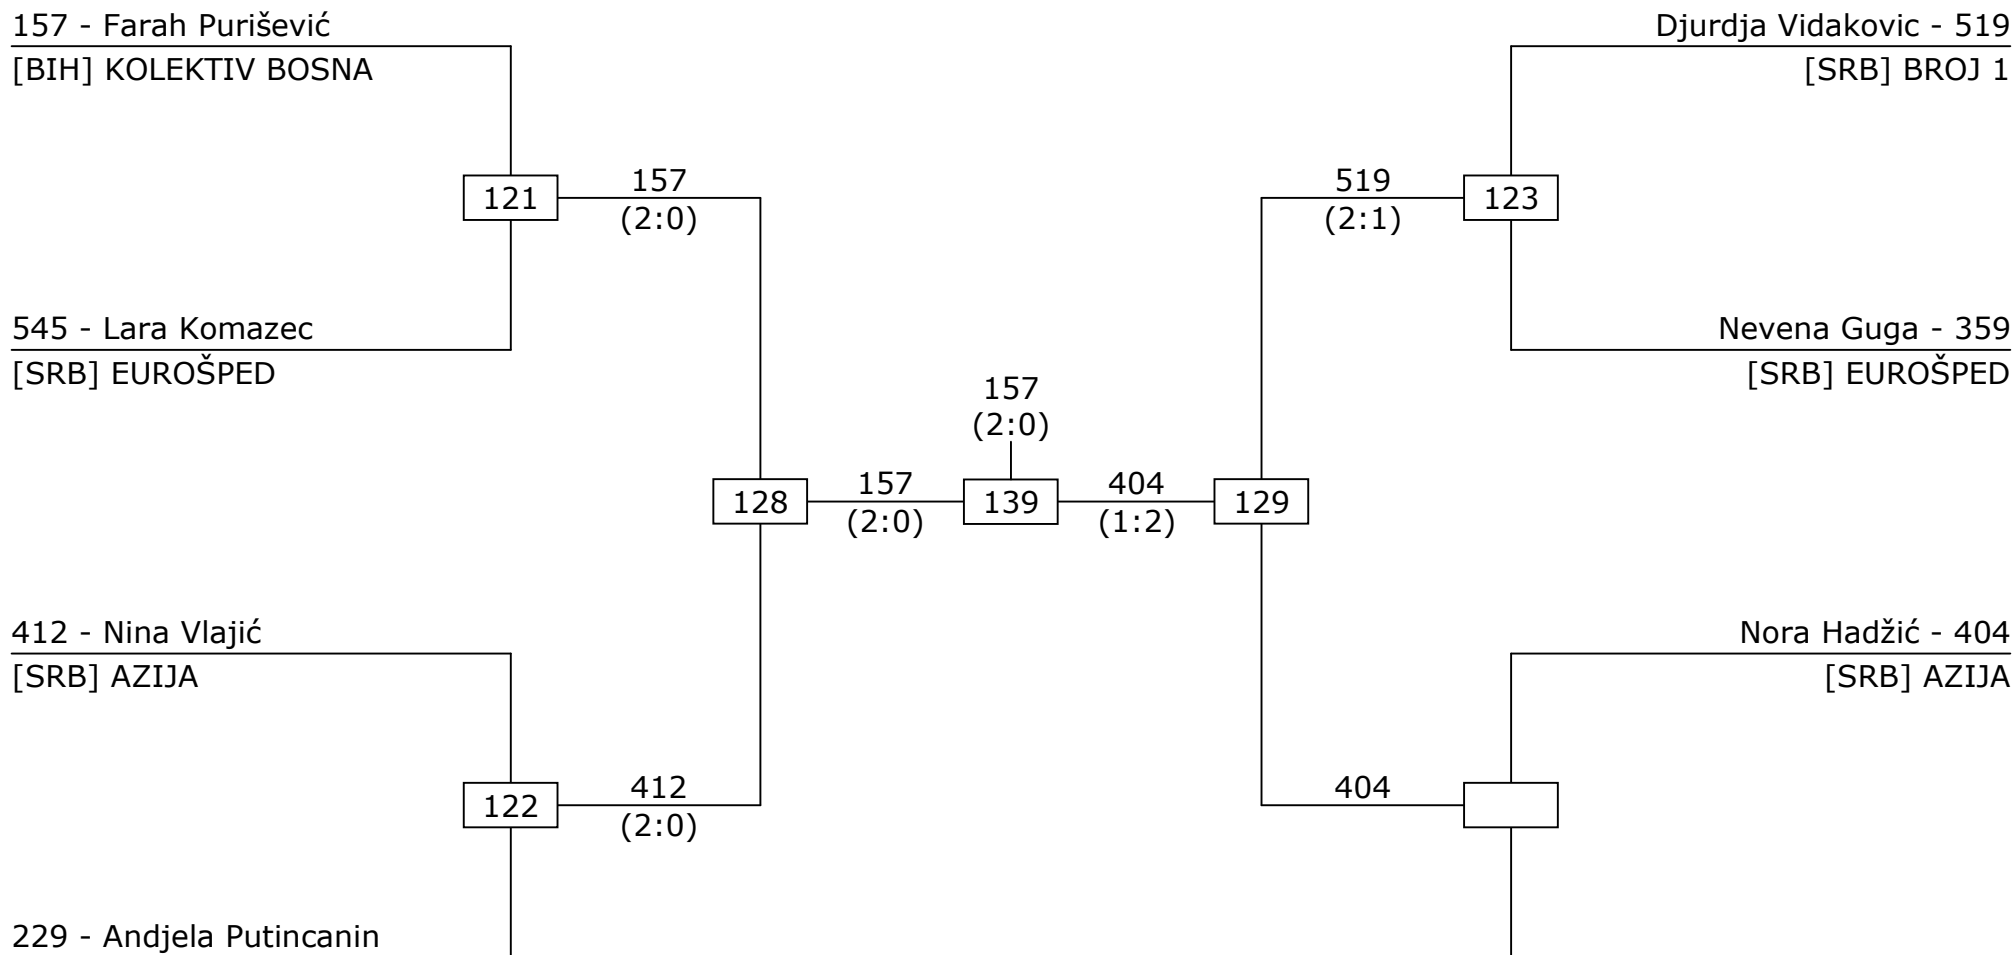 157 - Farah Purišević
[BIH] KOLEKTIV BOSNA
Djurdja Vidakovic - 519
[SRB] BROJ 1
121
157
(2:0)
519
(2:1)
123
545 - Lara Komazec
[SRB] EUROŠPED
Nevena Guga - 359
[SRB] EUROŠPED
157
(2:0)
128
157
(2:0)
139
404
(1:2)
129
412 - Nina Vlajić
[SRB] AZIJA
Nora Hadžić - 404
[SRB] AZIJA
122
412
(2:0)
404
229 - Andjela Putincanin